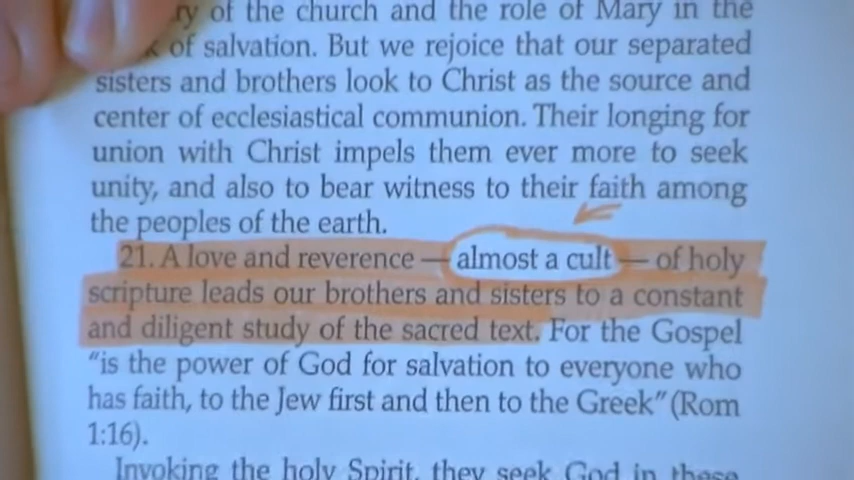 of the church and the role of Mary in the
of salvation. But we rejoice that our separated
sisters and brothers look to Christ as the source and
center of ecclesiastical communion. Their longing for
union with Christ impels them ever more to seek
unity, and also to bear witness to their faith among
the peoples of the earth.
21. A love and reverence — almost a cult — of holy
scripture leads our brothers and sisters to a constant
and diligent study of the sacred text. For the Gospel
“is the power of God for salvation to everyone who
has faith, to the Jew first and then to the Greek” (Rom
1:16).
Invoking the holy Spirit, they seek God in these